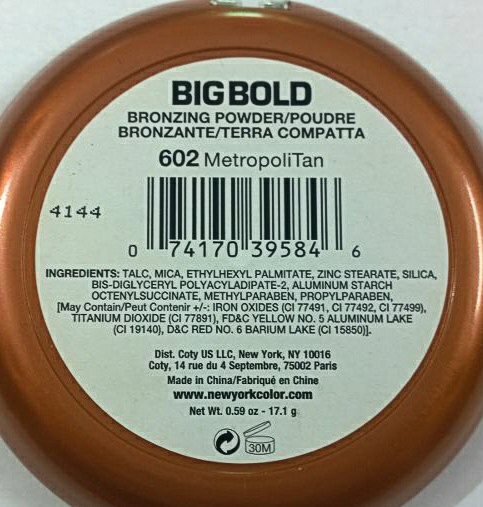 BIG BOLD
BRONZING POWDER/POUDRE
BRONZANTE/TERRA COMPATTA
602 MetropoliTan
4144
0 74170 39584 6
INGREDIENTS: TALC, MICA, ETHYLHEXYL PALMITATE, ZINC STEARATE, SILICA,
BIS-DIGLYCERYL POLYACYLADIPATE-2, ALUMINUM STARCH
OCTENYLSUCCINATE, METHYLPARABEN, PROPYLPARABEN,
[May Contain/Peut Contenir +/-: IRON OXIDES (CI 77491, CI 77492, CI 77499),
TITANIUM DIOXIDE (CI 77891), FD&C YELLOW NO. 5 ALUMINUM LAKE
(CI 19140), D&C RED NO. 6 BARIUM LAKE (CI 15850)].
Dist. Coty US LLC, New York, NY 10016
Coty, 14 rue du 4 Septembre, 75002 Paris
Made in China/Fabriqué en Chine
www.newyorkcolor.com
Net Wt. 0.59 oz - 17.1 g
30M